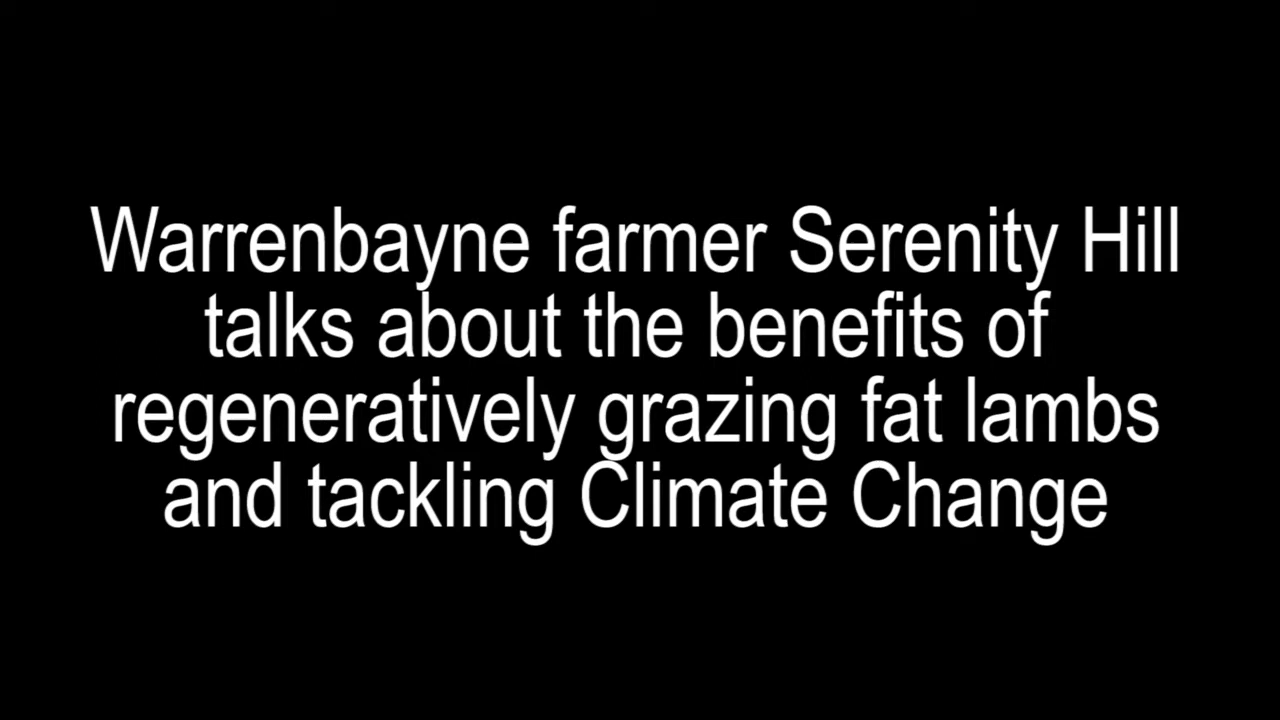 Warrenbayne farmer Serenity Hill
talks about the benefits of
regeneratively grazing fat lambs
and tackling Climate Change